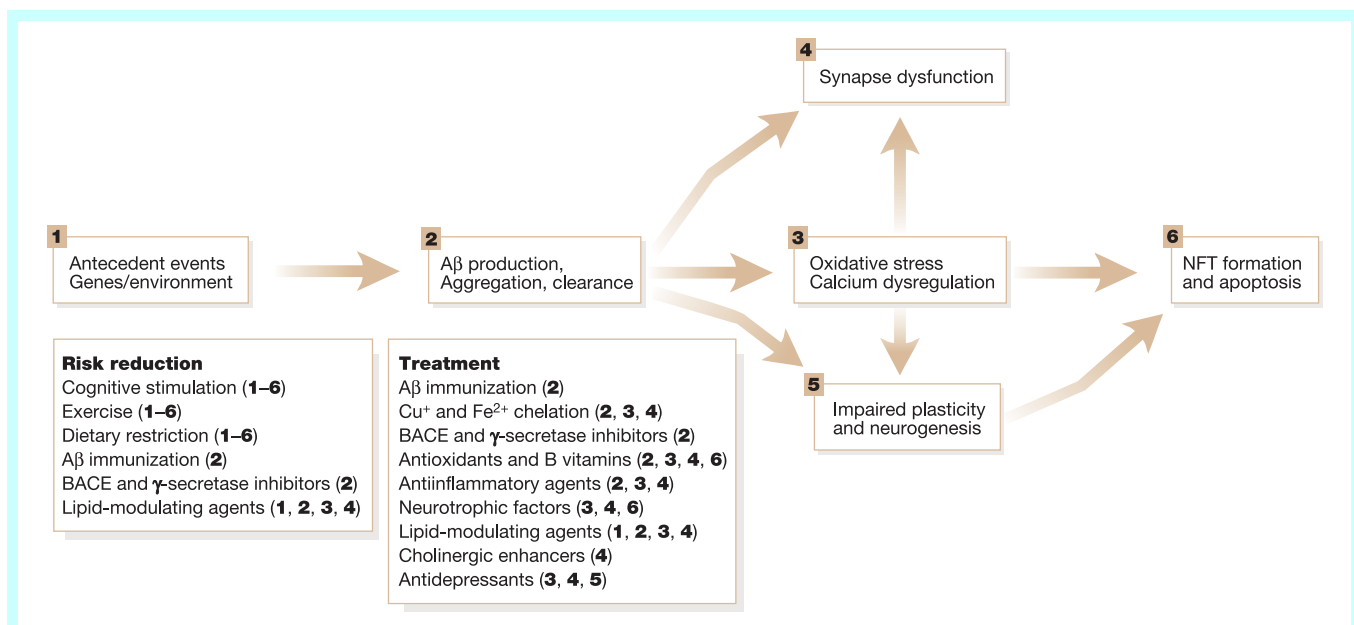 4
Synapse dysfunction
1
Antecedent events
Genes/environment
2
Aβ production,
Aggregation, clearance
3
Oxidative stress
Calcium dysregulation
6
NFT formation
and apoptosis
5
Impaired plasticity
and neurogenesis
Risk reduction
Cognitive stimulation (1–6)
Exercise (1–6)
Dietary restriction (1–6)
Aβ immunization (2)
BACE and γ-secretase inhibitors (2)
Lipid-modulating agents (1, 2, 3, 4)
Treatment
Aβ immunization (2)
Cu⁺ and Fe²⁺ chelation (2, 3, 4)
BACE and γ-secretase inhibitors (2)
Antioxidants and B vitamins (2, 3, 4, 6)
Antiinflammatory agents (2, 3, 4)
Neurotrophic factors (3, 4, 6)
Lipid-modulating agents (1, 2, 3, 4)
Cholinergic enhancers (4)
Antidepressants (3, 4, 5)